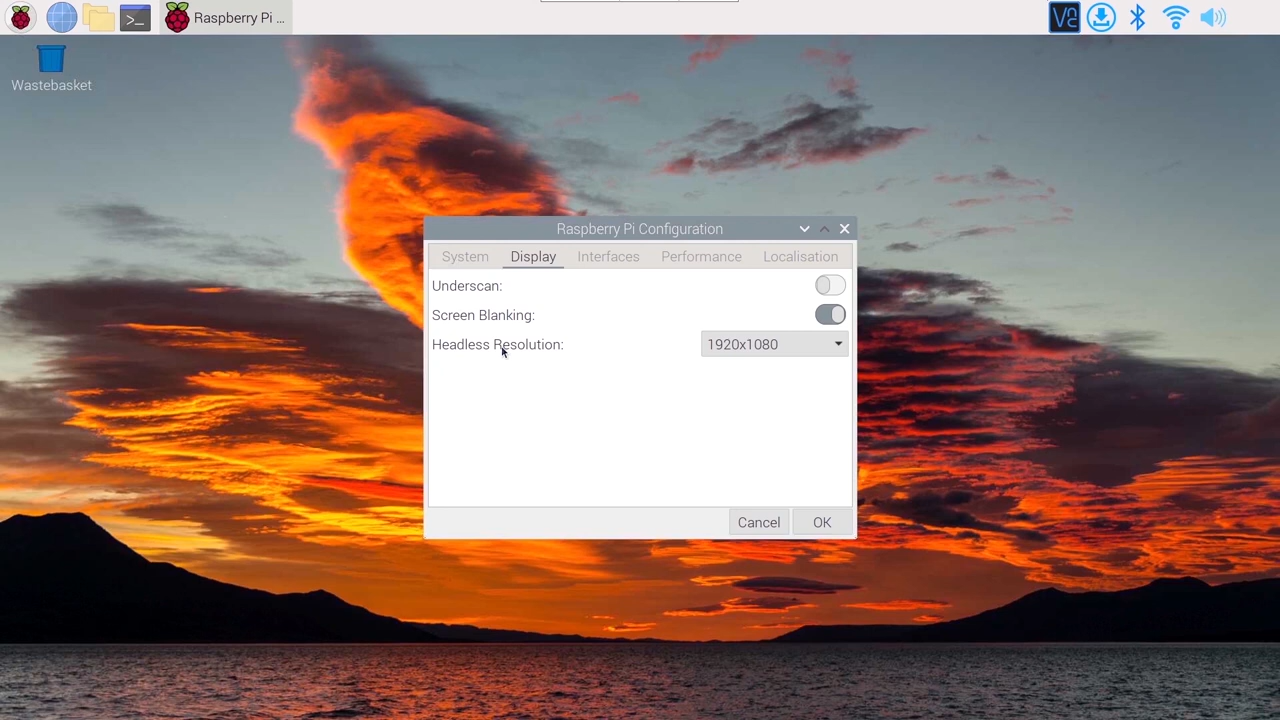 Raspberry Pi ...
Wastebasket
Raspberry Pi Configuration
System Display Interfaces Performance Localisation
Underscan:
Screen Blanking:
Headless Resolution: 1920x1080
Cancel OK